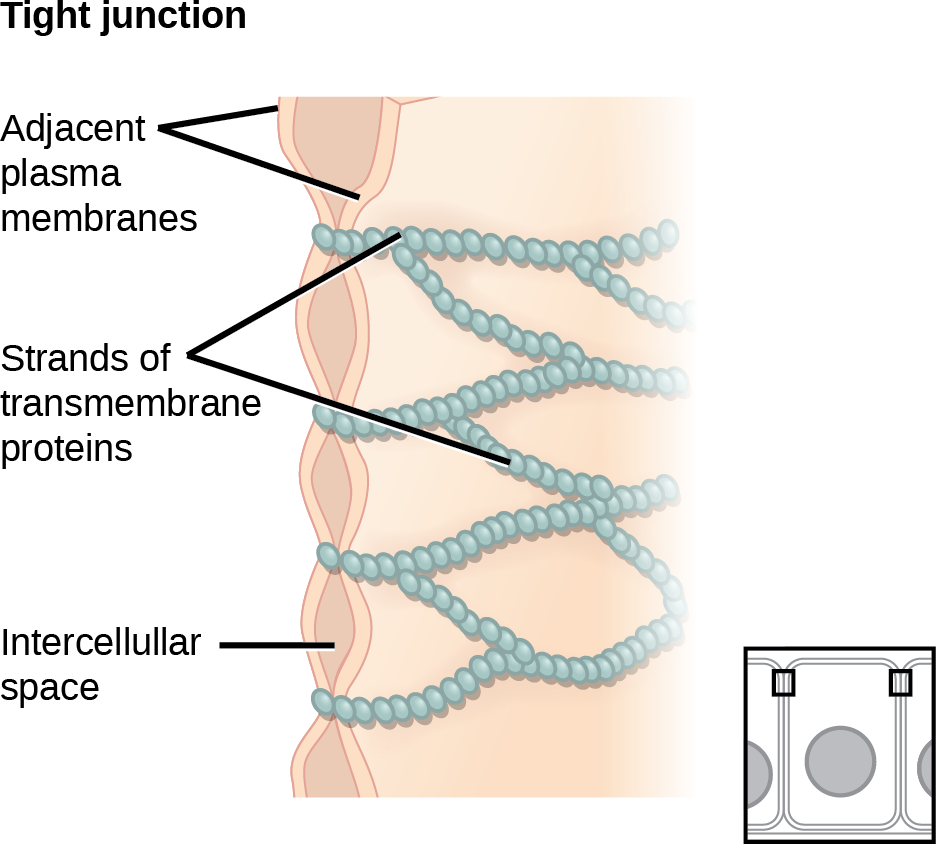 Tight junction
Adjacent
plasma
membranes
Strands of
transmembrane
proteins
Intercellullar
space